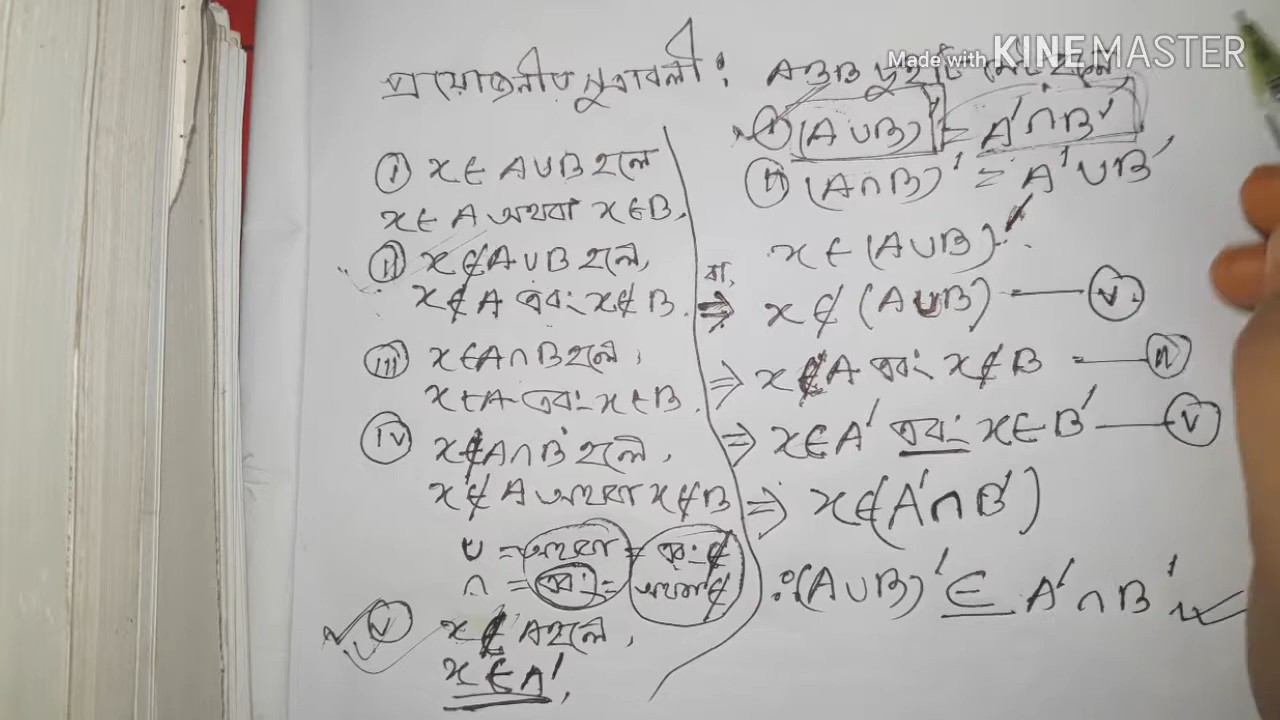 Made with KINEMASTER
প্রয়োজনীয় সুত্রাবলী : A ও B দুইটি সেট হলে
(i) (A∪B)′ = A′∩B′
(ii) (A∩B)′ = A′∪B′
(i) x∈A∪B হলে
x∈A অথবা x∈B,
(ii) x∉A∪B হলে,
x∉A এবং x∉B.
(iii) x∈A∩B হলে,
x∈A এবং x∈B.
(iv) x∉A∩B হলে,
x∉A অথবা x∉B
∪ = অথবা = এবং ∉
∩ = এবং = অথবা ∉
(v) x∉A হলে,
x∈A′,
x∈(A∪B)′
বা, ⇒ x∉(A∪B) — (v).
⇒ x∉A এবং x∉B — (ii)
⇒ x∈A′ এবং x∈B′ — (v)
⇒ x∈(A′∩B′)
∴ (A∪B)′ ⊆ A′∩B′